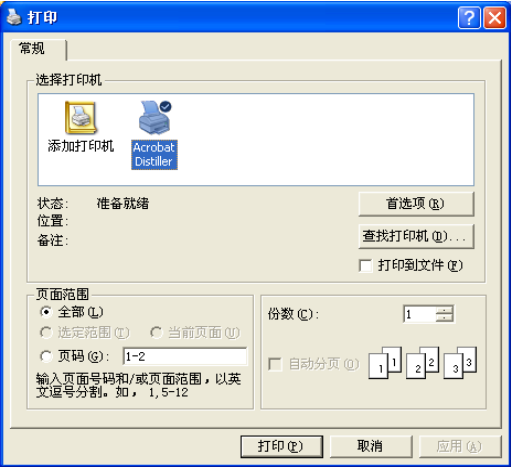 打印
常规
选择打印机
添加打印机
Acrobat
Distiller
状态: 准备就绪
位置:
备注:
首选项(R)
查找打印机(D)...
打印到文件(F)
页面范围
全部(L)
选定范围(T) 当前页面(U)
页码(G): 1-2
输入页面号码和/或页面范围，以英
文逗号分割。如，1,5-12
份数(C): 1
自动分页(O)
1 1 2 2 3 3
打印(P) 取消 应用(A)